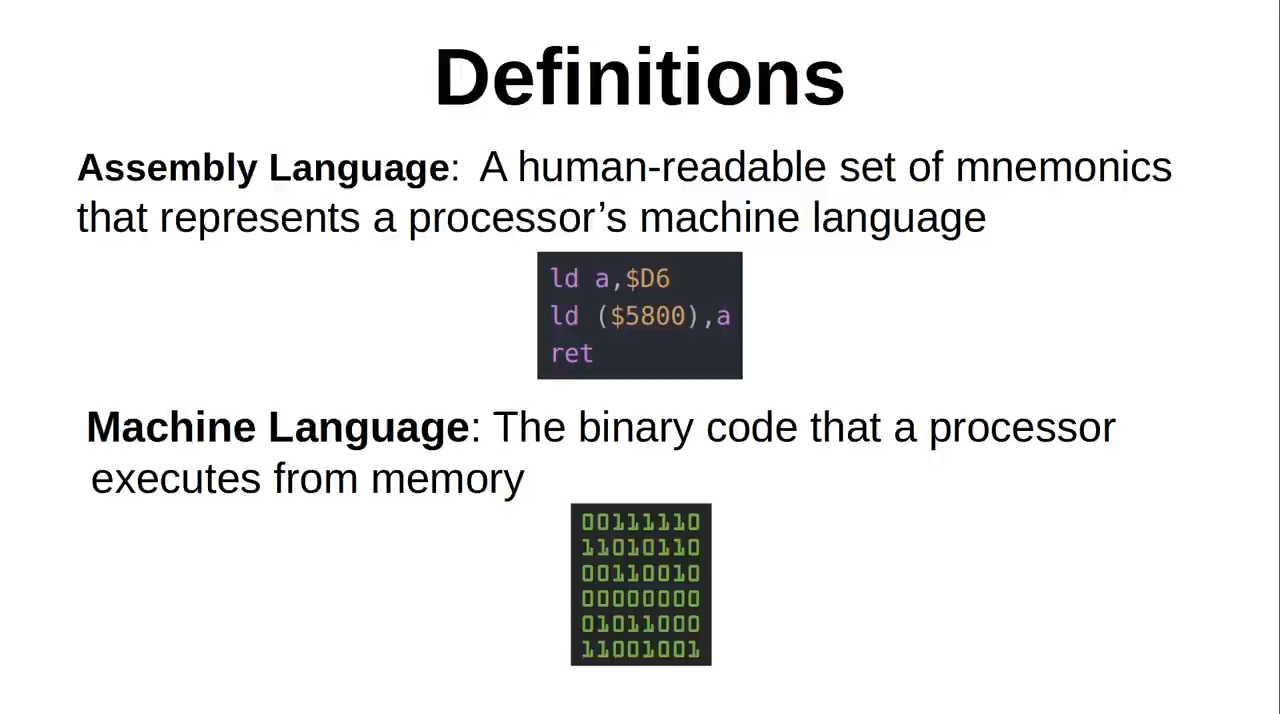 Definitions
Assembly Language: A human-readable set of mnemonics
that represents a processor’s machine language
ld a,$D6
ld ($5800),a
ret
Machine Language: The binary code that a processor
executes from memory
00111110
11010110
00110010
00000000
01011000
11001001